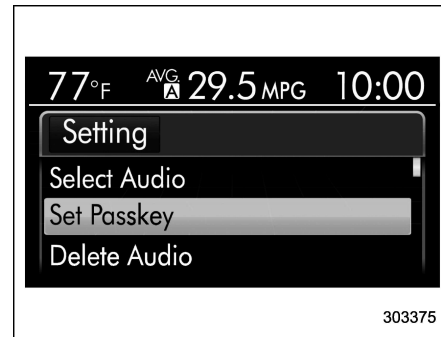 77°F AVG. A 29.5 MPG 10:00
Setting
Select Audio
Set Passkey
Delete Audio
303375